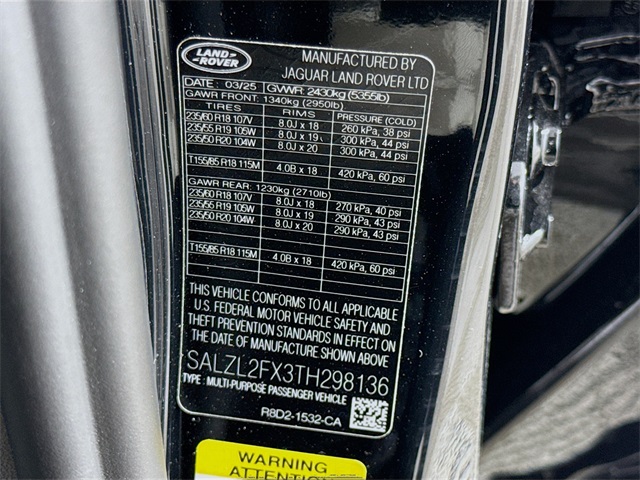 LAND ROVER
MANUFACTURED BY
JAGUAR LAND ROVER LTD
DATE : 03/25 GVWR: 2430kg (5355lb)
GAWR FRONT: 1340kg (2950lb)
TIRES RIMS PRESSURE (COLD)
235/60 R18 107V 8.0J x 18 260 kPa, 38 psi
235/55 R19 105W 8.0J x 19 300 kPa, 44 psi
235/50 R20 104W 8.0J x 20 300 kPa, 44 psi
T155/85 R18 115M 4.0B x 18 420 kPa, 60 psi
GAWR REAR: 1230kg (2710lb)
235/60 R18 107V 8.0J x 18 270 kPa, 40 psi
235/55 R19 105W 8.0J x 19 290 kPa, 43 psi
235/50 R20 104W 8.0J x 20 290 kPa, 43 psi
T155/85 R18 115M 4.0B x 18 420 kPa, 60 psi
THIS VEHICLE CONFORMS TO ALL APPLICABLE
U.S. FEDERAL MOTOR VEHICLE SAFETY AND
THEFT PREVENTION STANDARDS IN EFFECT ON
THE DATE OF MANUFACTURE SHOWN ABOVE.
SALZL2FX3TH298136
TYPE : MULTI-PURPOSE PASSENGER VEHICLE
R8D2-1532-CA
WARNING
ATTENTION